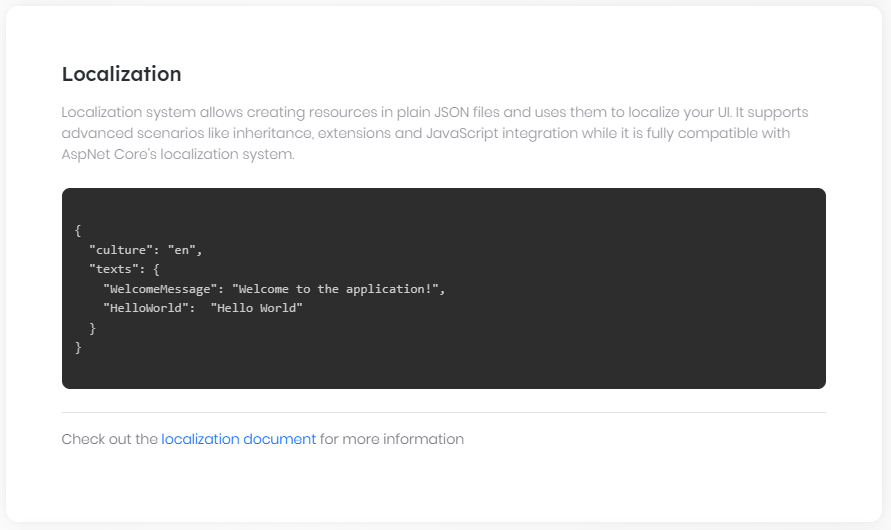 Localization
Localization system allows creating resources in plain JSON files and uses them to localize your UI. It supports
advanced scenarios like inheritance, extensions and JavaScript integration while it is fully compatible with
AspNet Core's localization system.
{
  "culture": "en",
  "texts": {
    "WelcomeMessage": "Welcome to the application!",
    "HelloWorld":  "Hello World"
  }
}
Check out the localization document for more information